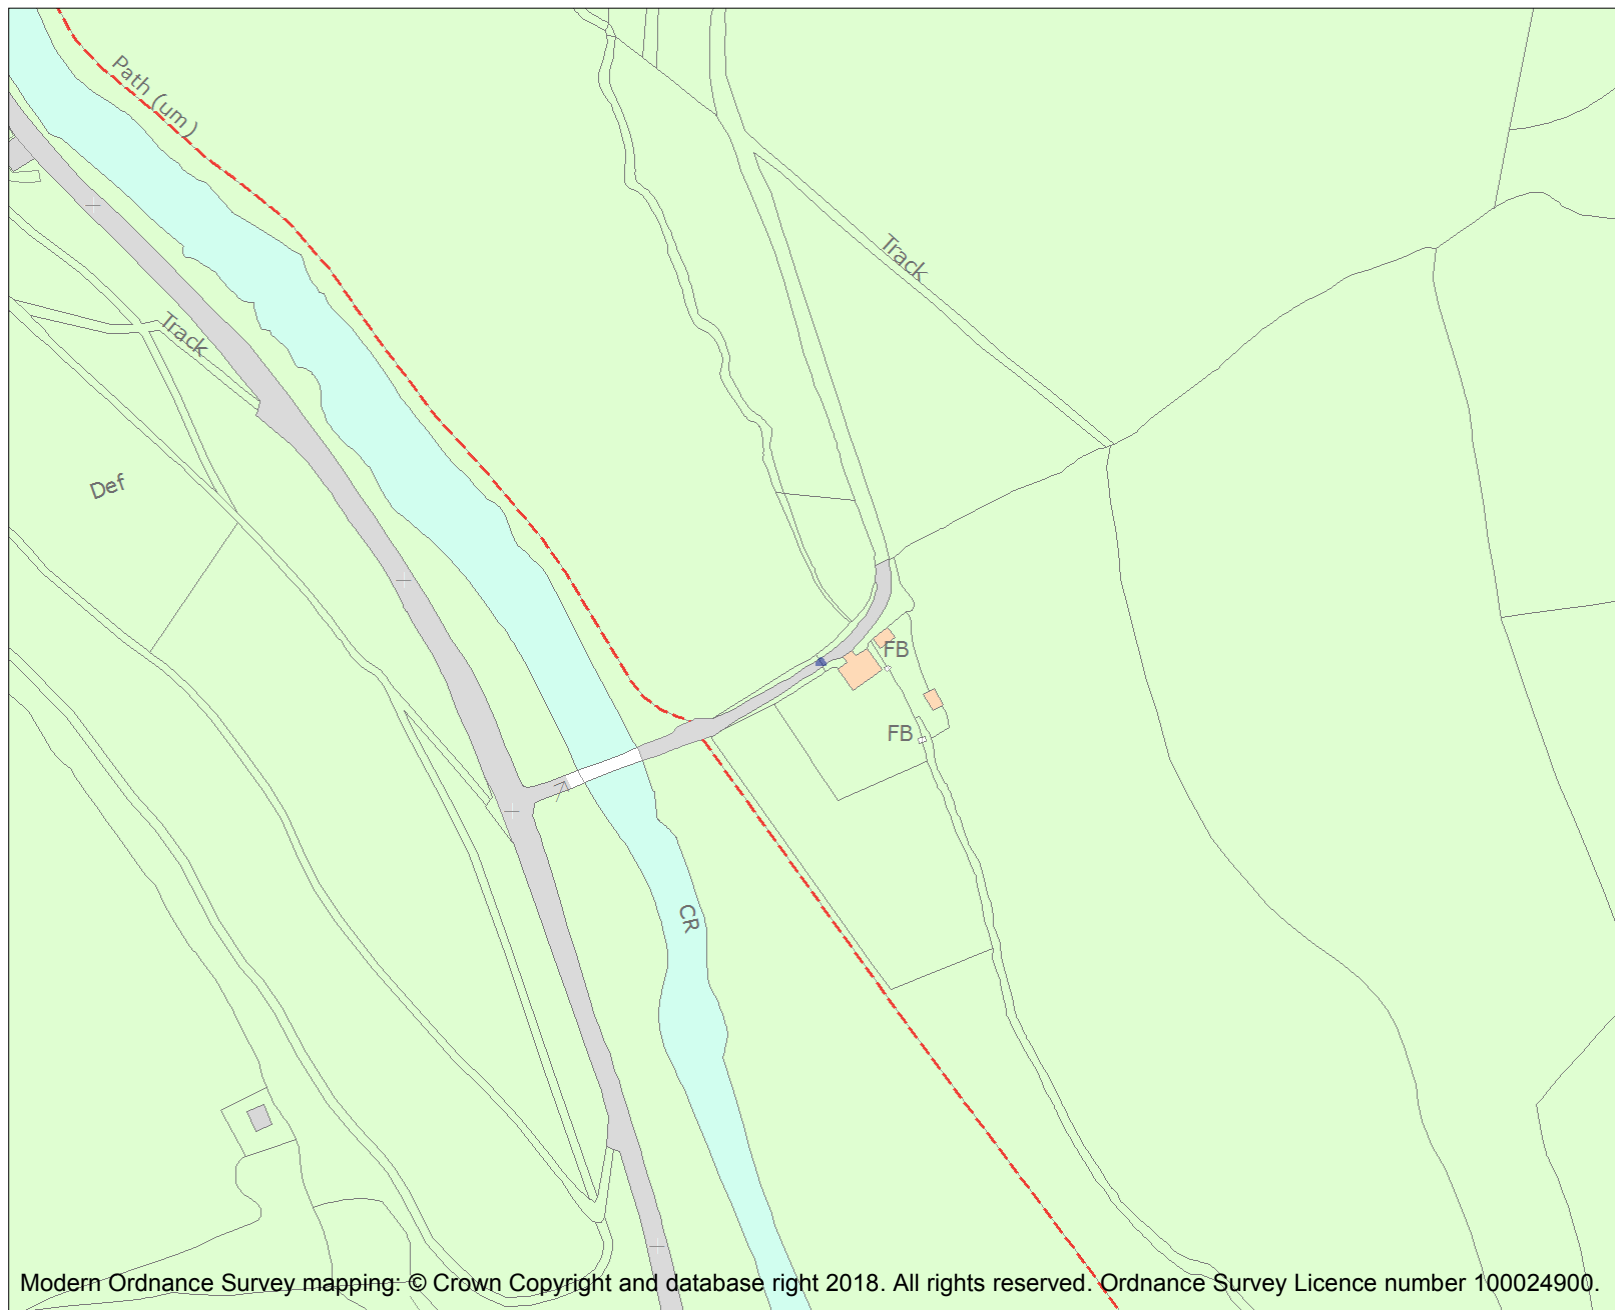 Path (um)
Track
Track
Def
FB
FB
CR
Modern Ordnance Survey mapping: © Crown Copyright and database right 2018. All rights reserved. Ordnance Survey Licence number 100024900.